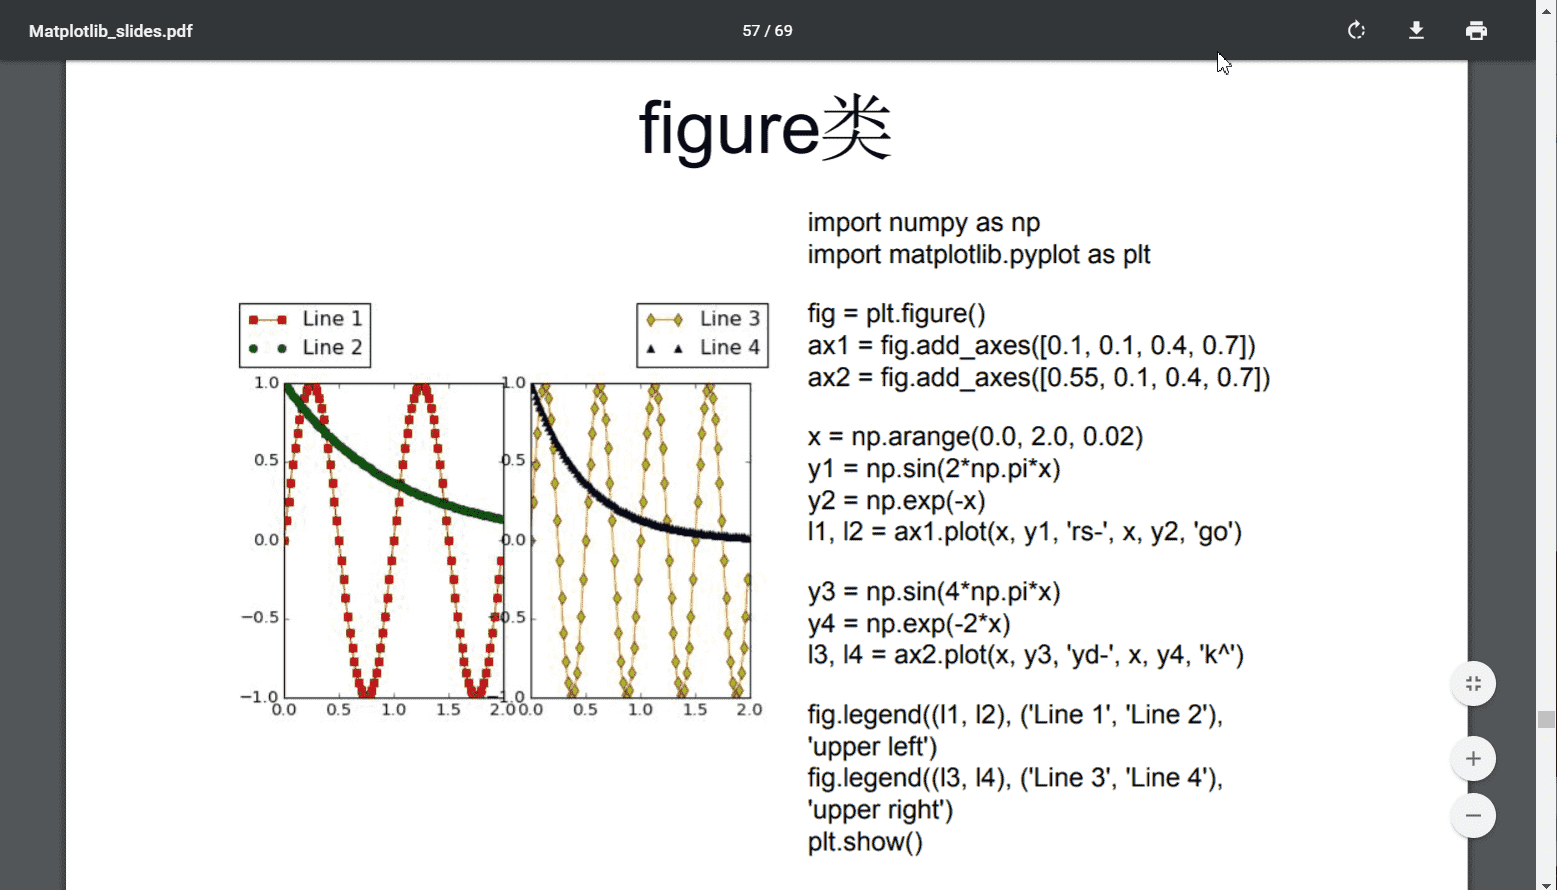 Matplotlib_slides.pdf
57 / 69
figure类
import numpy as np
import matplotlib.pyplot as plt
fig = plt.figure()
ax1 = fig.add_axes([0.1, 0.1, 0.4, 0.7])
ax2 = fig.add_axes([0.55, 0.1, 0.4, 0.7])
x = np.arange(0.0, 2.0, 0.02)
y1 = np.sin(2*np.pi*x)
y2 = np.exp(-x)
l1, l2 = ax1.plot(x, y1, 'rs-', x, y2, 'go')
y3 = np.sin(4*np.pi*x)
y4 = np.exp(-2*x)
l3, l4 = ax2.plot(x, y3, 'yd-', x, y4, 'k^')
fig.legend((l1, l2), ('Line 1', 'Line 2'),
'upper left')
fig.legend((l3, l4), ('Line 3', 'Line 4'),
'upper right')
plt.show()
Line 1
Line 2
Line 3
Line 4
1.0
0.5
0.0
−0.5
−1.0
0.0 0.5 1.0 1.5 2.0
1.0
0.5
0.0
−0.5
−1.0
0.0 0.5 1.0 1.5 2.0